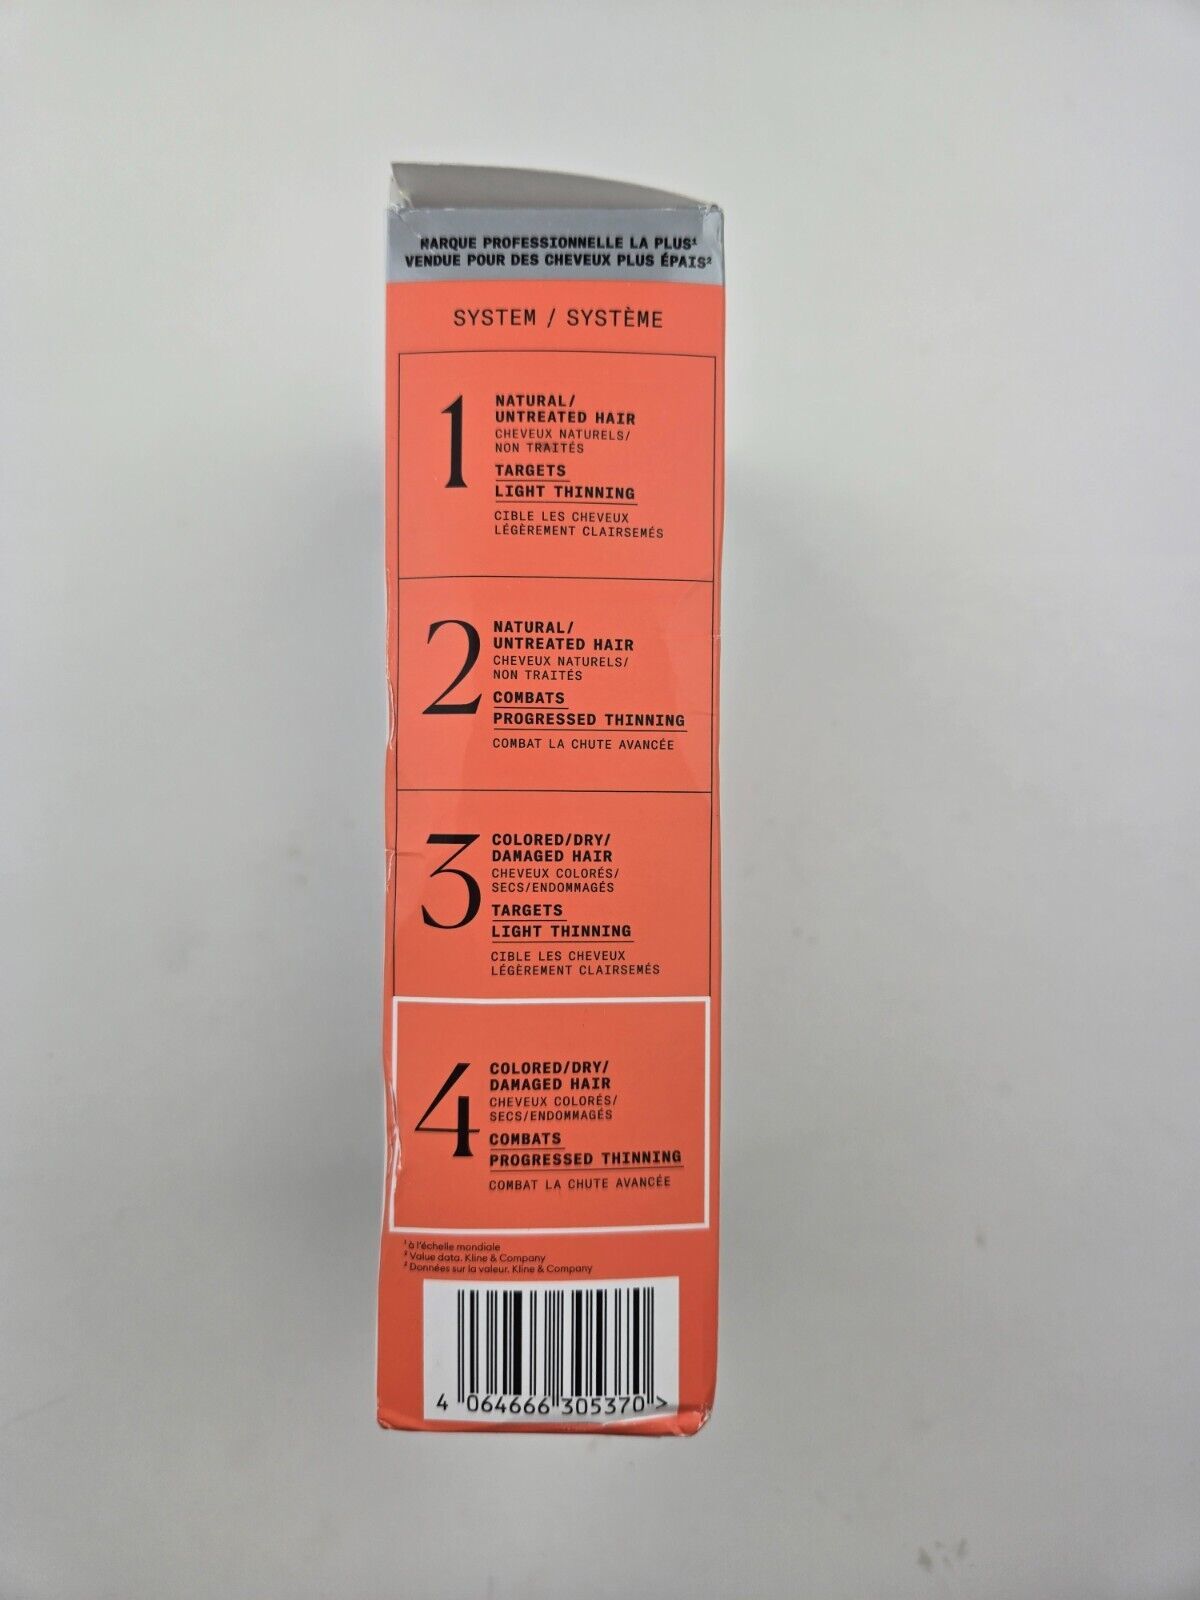 MARQUE PROFESSIONNELLE LA PLUS¹
VENDUE POUR DES CHEVEUX PLUS ÉPAIS²
SYSTEM / SYSTÈME
1
NATURAL/
UNTREATED HAIR
CHEVEUX NATURELS/
NON TRAITÉS
TARGETS
LIGHT THINNING
CIBLE LES CHEVEUX
LÉGÈREMENT CLAIRSEMÉS
2
NATURAL/
UNTREATED HAIR
CHEVEUX NATURELS/
NON TRAITÉS
COMBATS
PROGRESSED THINNING
COMBAT LA CHUTE AVANCÉE
3
COLORED/DRY/
DAMAGED HAIR
CHEVEUX COLORÉS/
SECS/ENDOMMAGÉS
TARGETS
LIGHT THINNING
CIBLE LES CHEVEUX
LÉGÈREMENT CLAIRSEMÉS
4
COLORED/DRY/
DAMAGED HAIR
CHEVEUX COLORÉS/
SECS/ENDOMMAGÉS
COMBATS
PROGRESSED THINNING
COMBAT LA CHUTE AVANCÉE
¹ à l'échelle mondiale
² Value data. Kline & Company
² Données sur la valeur. Kline & Company
4 064666 305370 >